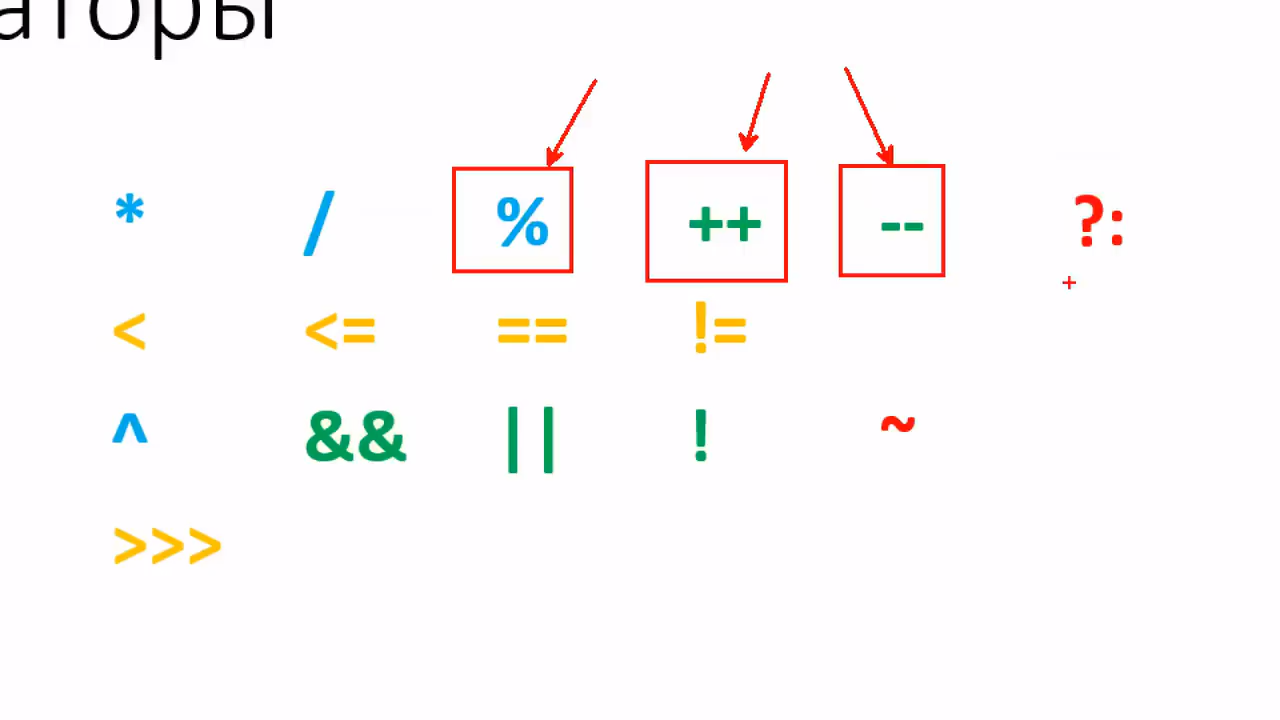 аторы
* / % ++ -- ?:
< <= == !=
^ && || ! ~
>>>